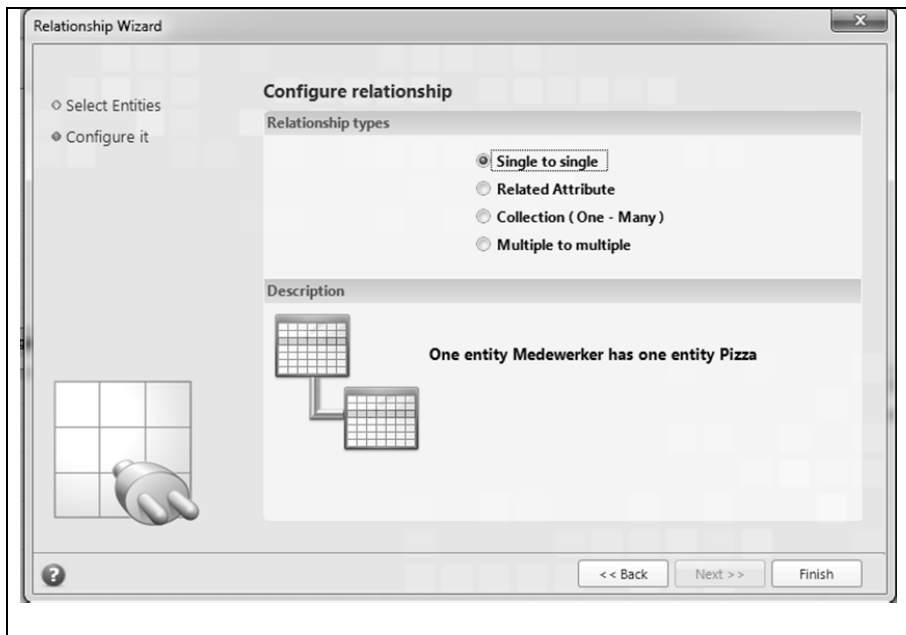 Relationship Wizard
x
Select Entities
Configure it
Configure relationship
Relationship types
Single to single
Related Attribute
Collection ( One - Many )
Multiple to multiple
Description
One entity Medewerker has one entity Pizza
?
<< Back
Next >>
Finish